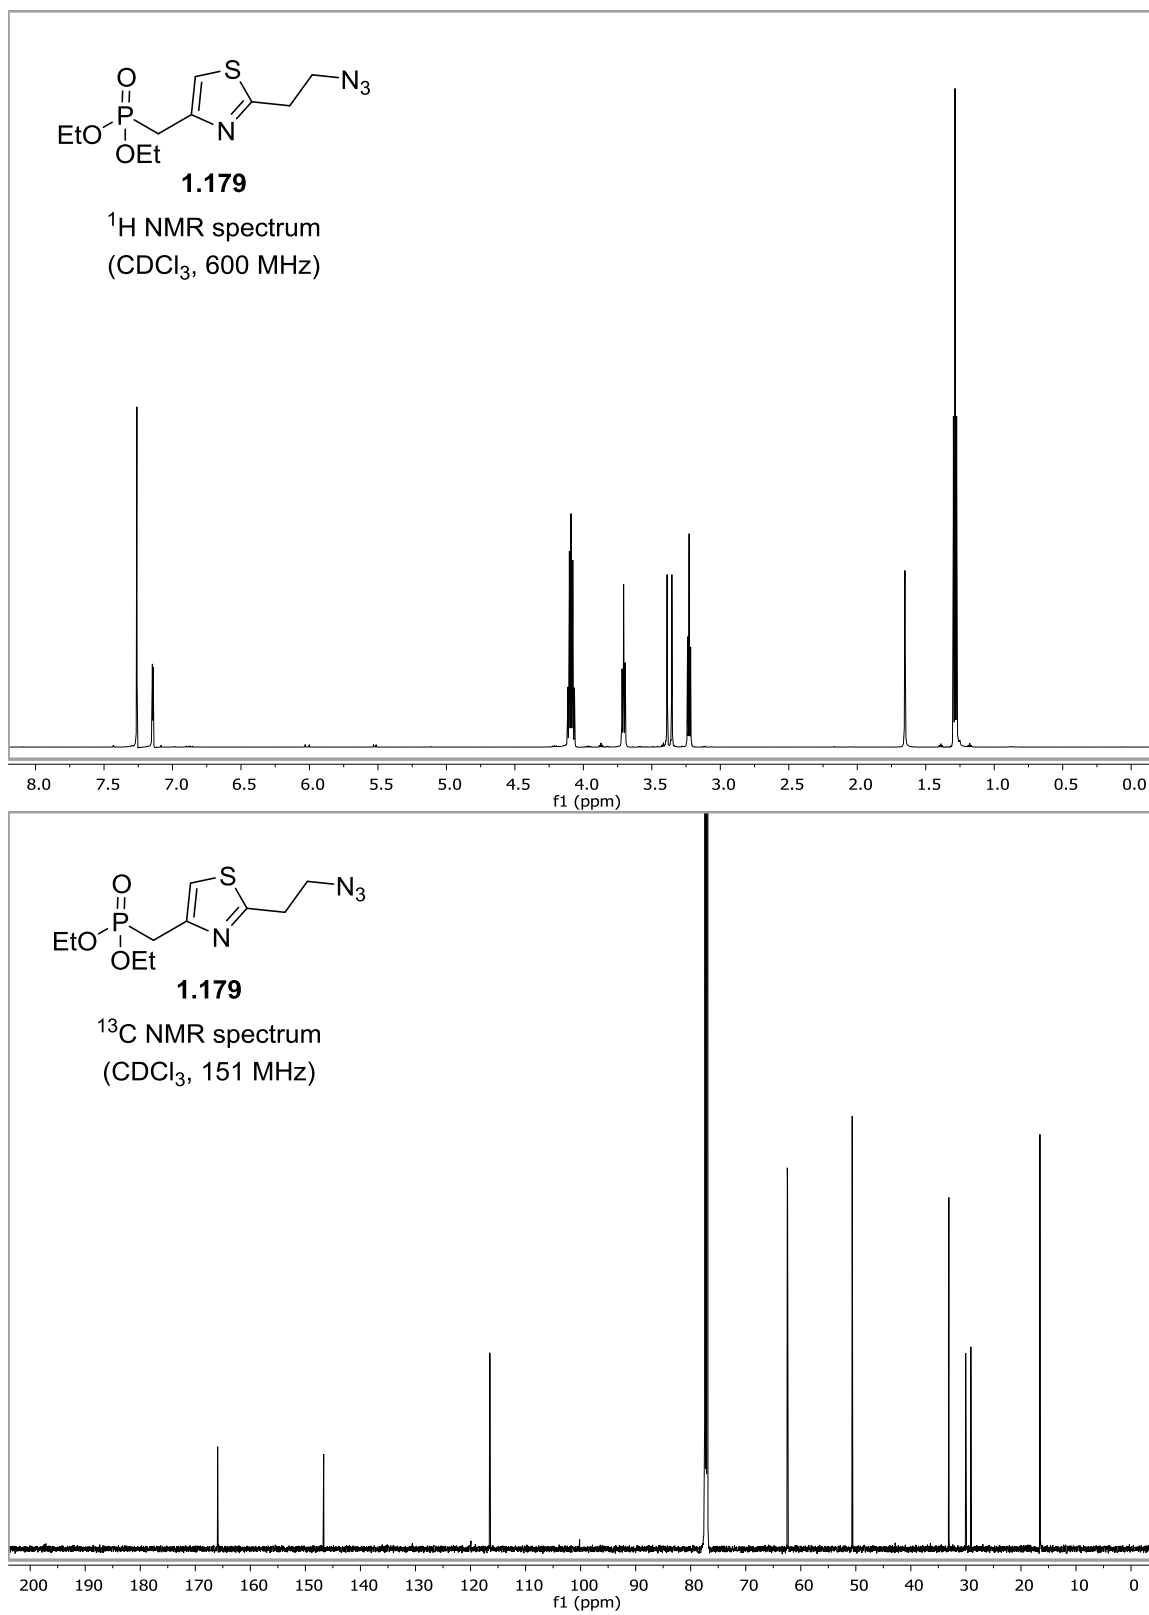 O
S
N₃
P
EtO
N
OEt
1.179
¹H NMR spectrum
(CDCl₃, 600 MHz)
8.0 7.5 7.0 6.5 6.0 5.5 5.0 4.5 4.0 3.5 3.0 2.5 2.0 1.5 1.0 0.5 0.0
f1 (ppm)
O
S
N₃
P
EtO
N
OEt
1.179
¹³C NMR spectrum
(CDCl₃, 151 MHz)
200 190 180 170 160 150 140 130 120 110 100 90 80 70 60 50 40 30 20 10 0
f1 (ppm)